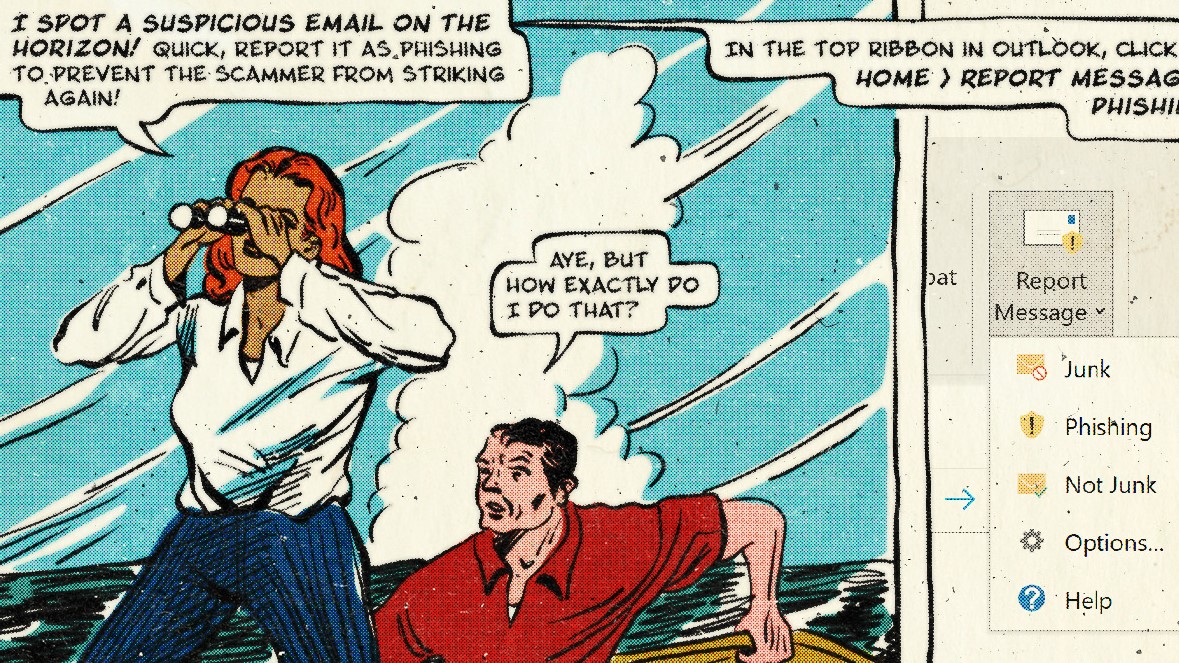 I SPOT A SUSPICIOUS EMAIL ON THE
HORIZON! QUICK, REPORT IT AS PHISHING
TO PREVENT THE SCAMMER FROM STRIKING
AGAIN!
IN THE TOP RIBBON IN OUTLOOK, CLICK
HOME > REPORT
AYE, BUT
HOW EXACTLY DO
I DO THAT?
Report
Message
Junk
Phishing
Not Junk
Options...
Help